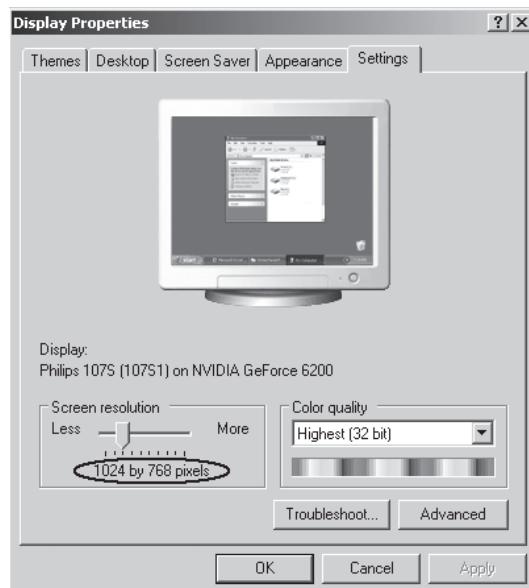 Display Properties
? ×
Themes Desktop Screen Saver Appearance Settings
Display:
Philips 107S (107S1) on NVIDIA GeForce 6200
Screen resolution
Less More
1024 by 768 pixels
Color quality
Highest (32 bit)
Troubleshoot... Advanced
OK Cancel Apply